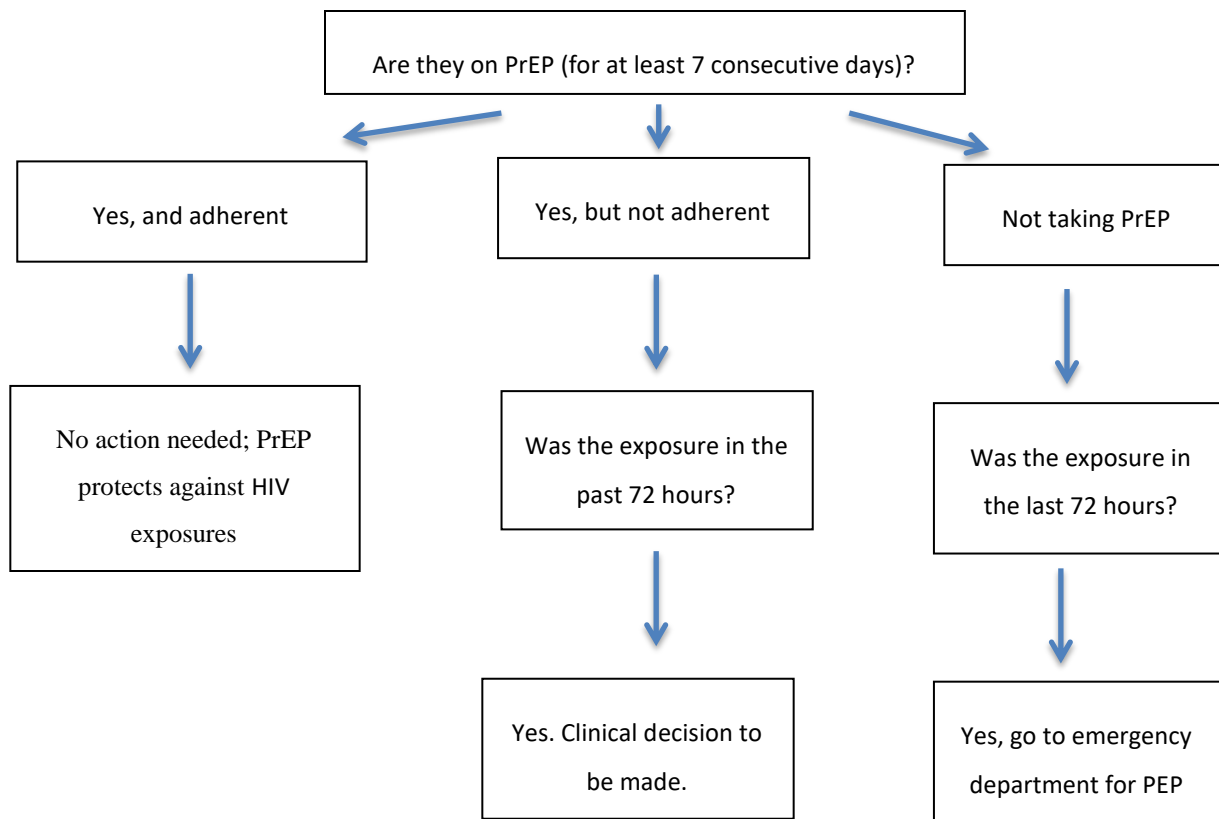 Are they on PrEP (for at least 7 consecutive days)?
Yes, and adherent
Yes, but not adherent
Not taking PrEP
No action needed; PrEP
protects against HIV
exposures
Was the exposure in the
past 72 hours?
Was the exposure in
the last 72 hours?
Yes. Clinical decision to
be made.
Yes, go to emergency
department for PEP